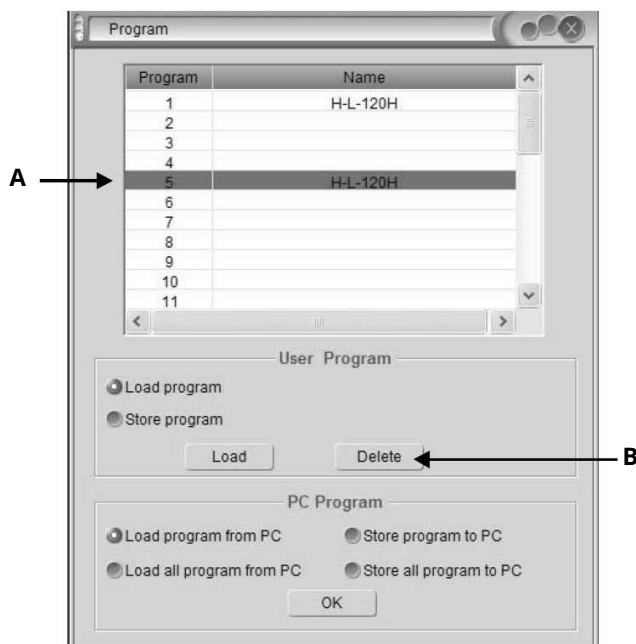 Program
Program Name
1 H-L-120H
2
3
4
A
5 H-L-120H
6
7
8
9
10
11
User Program
Load program
Store program
Load Delete
B
PC Program
Load program from PC Store program to PC
Load all program from PC Store all program to PC
OK